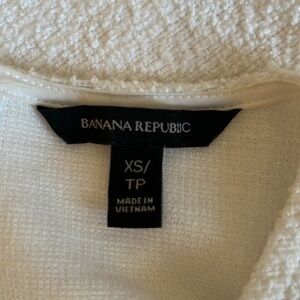 BANANA REPUBLIC
XS/
TP
MADE IN
VIETNAM